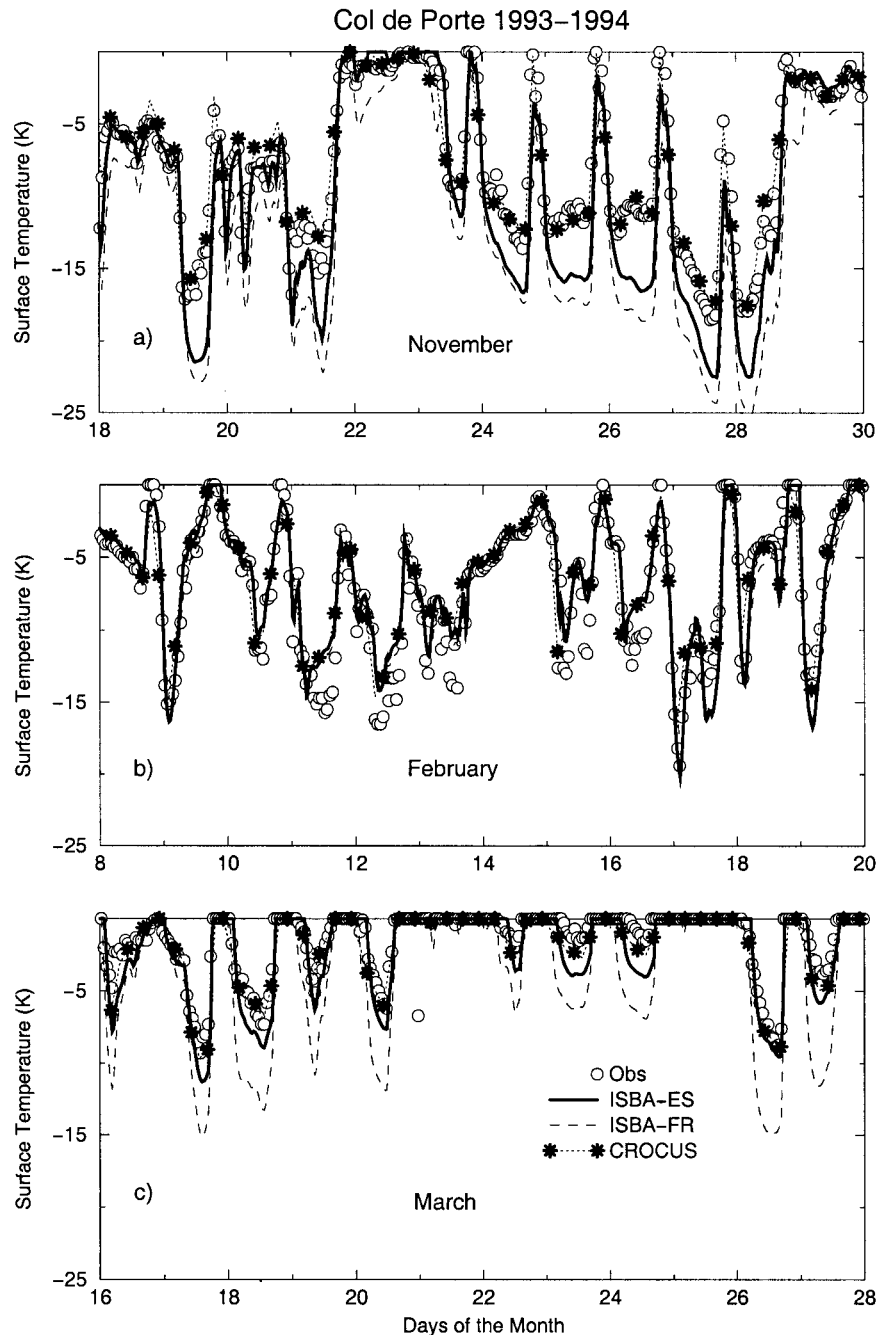 Col de Porte 1993–1994
Surface Temperature (K)
−5
−15
−25
a)
November
18
20
22
24
26
28
30
Surface Temperature (K)
−5
−15
−25
b)
February
8
10
12
14
16
18
20
Surface Temperature (K)
−5
−15
−25
c)
March
Obs
ISBA−ES
ISBA−FR
CROCUS
16
18
20
22
24
26
28
Days of the Month